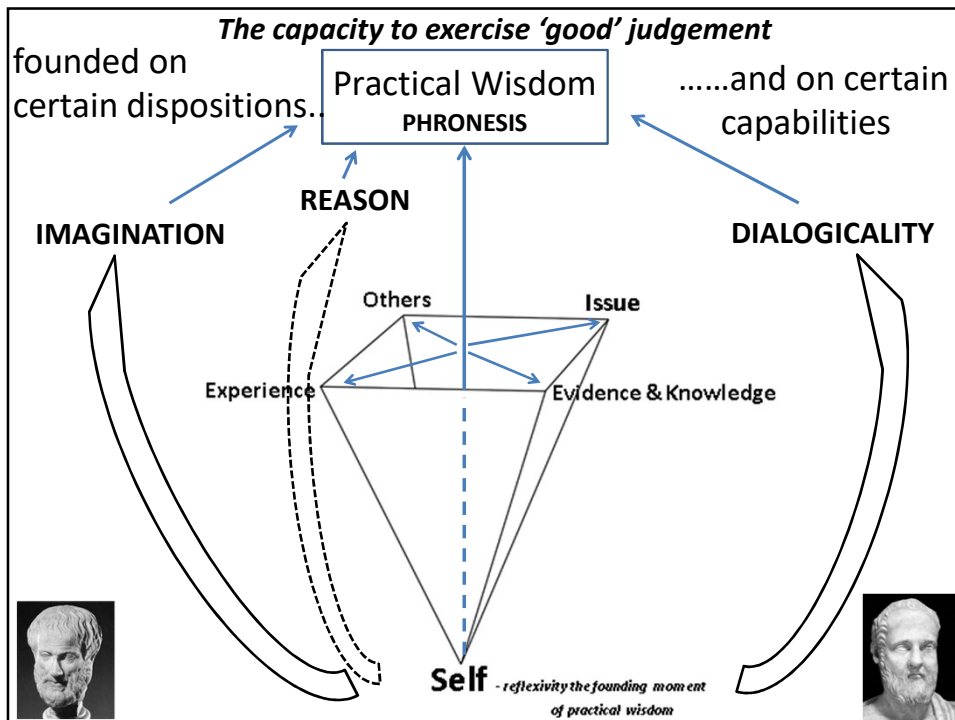 The capacity to exercise ‘good’ judgement
founded on
certain dispositions..
Practical Wisdom
PHRONESIS
……and on certain
capabilities
REASON
IMAGINATION
DIALOGICALITY
Others
Issue
Experience
Evidence & Knowledge
Self - reflexivity the founding moment
of practical wisdom